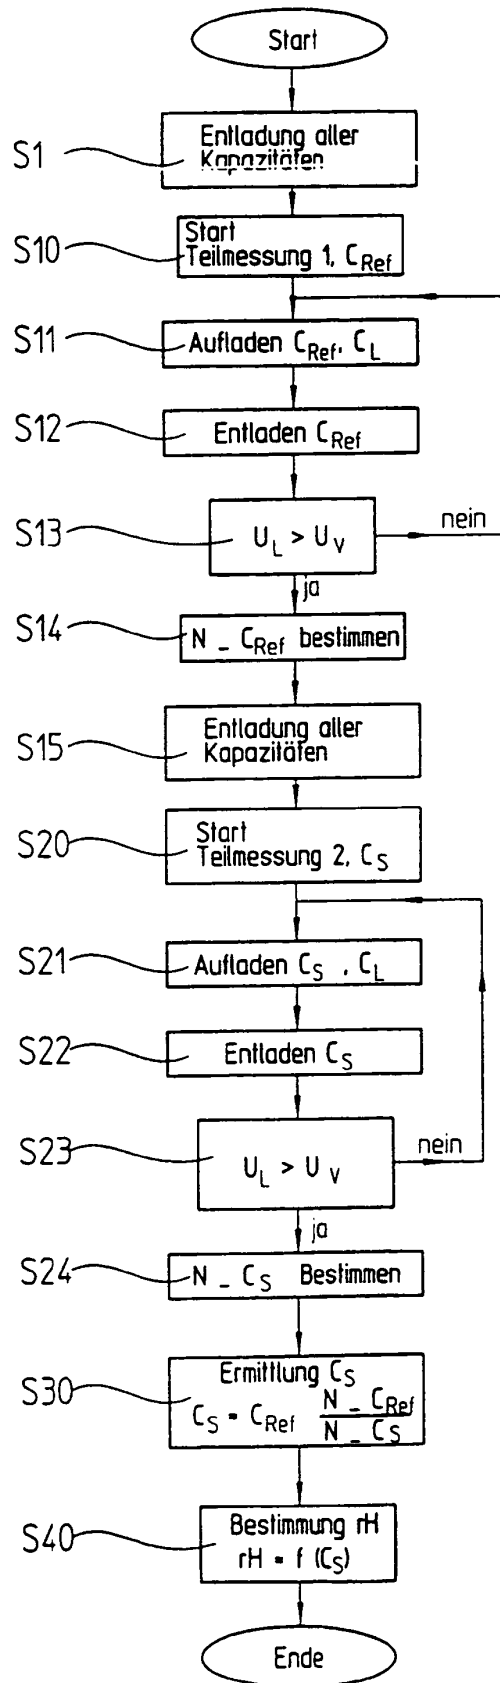 Start
S1
Entladung aller
Kapazitäten
S10
Start
Teilmessung 1, C_Ref
S11
Aufladen C_Ref, C_L
S12
Entladen C_Ref
S13
U_L > U_V
nein
ja
S14
N _ C_Ref bestimmen
S15
Entladung aller
Kapazitäten
S20
Start
Teilmessung 2, C_S
S21
Aufladen C_S , C_L
S22
Entladen C_S
S23
U_L > U_V
nein
ja
S24
N _ C_S Bestimmen
S30
Ermittlung C_S
C_S = C_Ref N _ C_Ref / N _ C_S
S40
Bestimmung rH
rH = f (C_S)
Ende